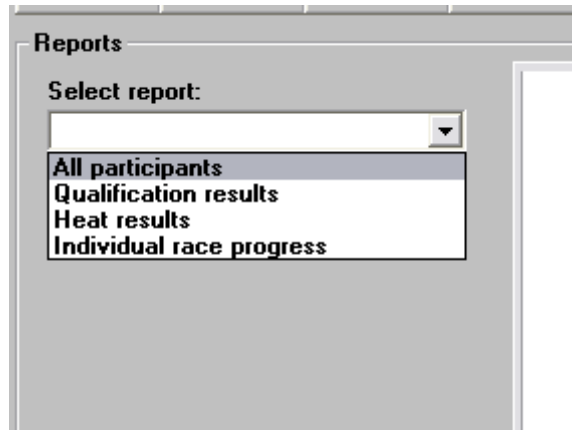 Reports
Select report:
All participants
Qualification results
Heat results
Individual race progress